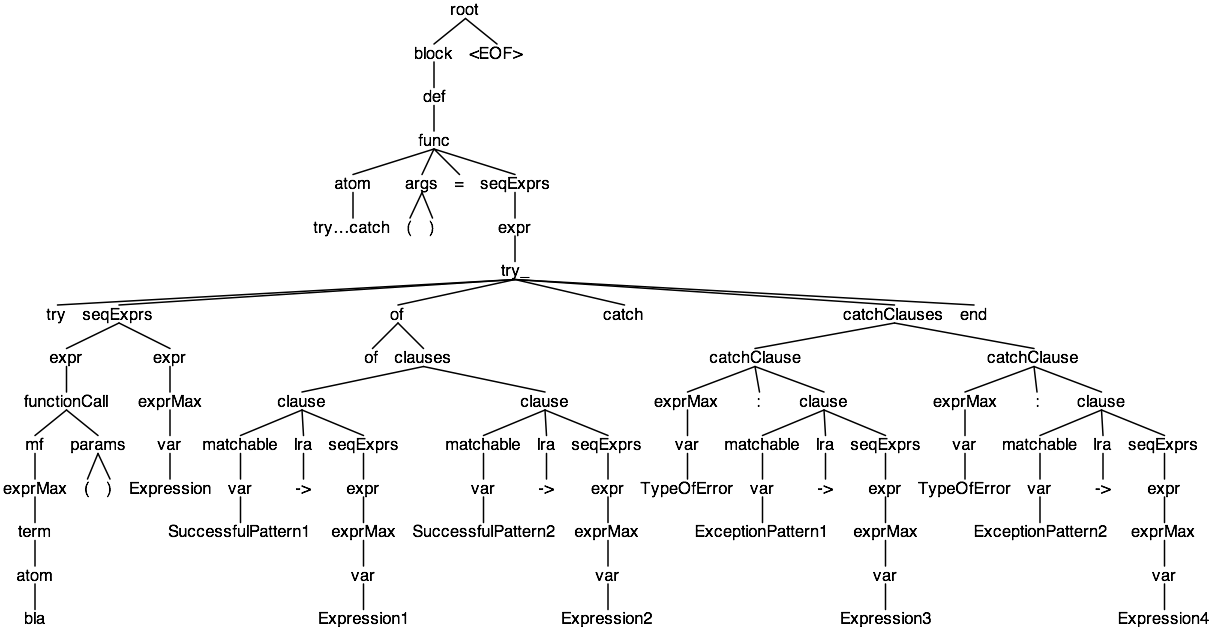 root
block <EOF>
def
func
atom args = seqExprs
try...catch ( ) expr
try_
try seqExprs of catch catchClauses end
expr expr of clauses catchClause catchClause
functionCall exprMax clause clause exprMax : clause exprMax : clause
mf params var matchable lra seqExprs matchable lra seqExprs var matchable lra seqExprs var matchable lra seqExprs
exprMax ( ) Expression var -> expr var -> expr TypeOfError var -> expr TypeOfError var -> expr
term SuccessfulPattern1 exprMax SuccessfulPattern2 exprMax ExceptionPattern1 exprMax ExceptionPattern2 exprMax
atom var var var var
bla Expression1 Expression2 Expression3 Expression4